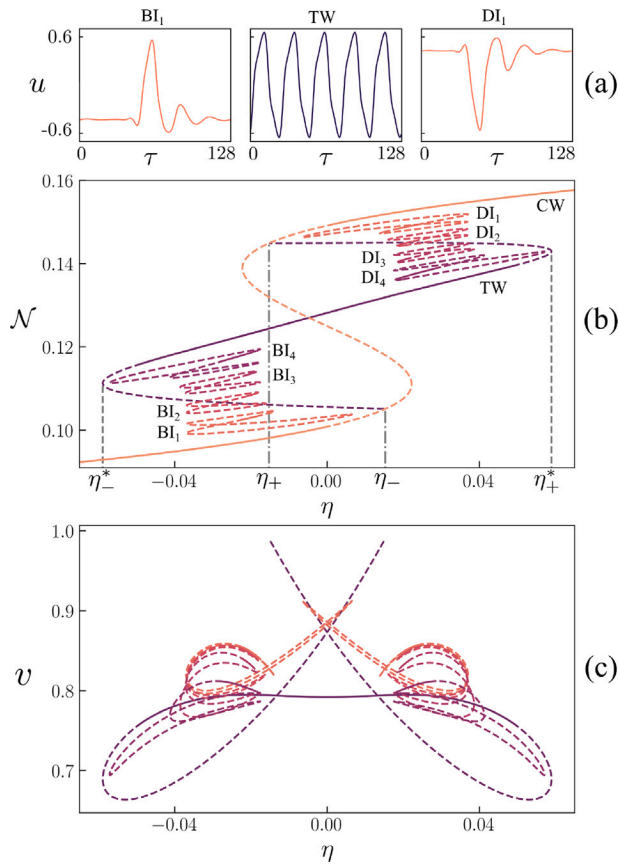 BI₁ TW DI₁
0.6
u
-0.6
(a)
0 τ 128 0 τ 128 0 τ 128
0.16
CW
DI₁
DI₂
0.14
DI₃
DI₄
TW
𝒩 (b)
0.12
BI₄
BI₃
BI₂
0.10
BI₁
η*₋ -0.04 η₊ 0.00 η₋ 0.04 η*₊
η
1.0
0.9
v (c)
0.8
0.7
−0.04 0.00 0.04
η